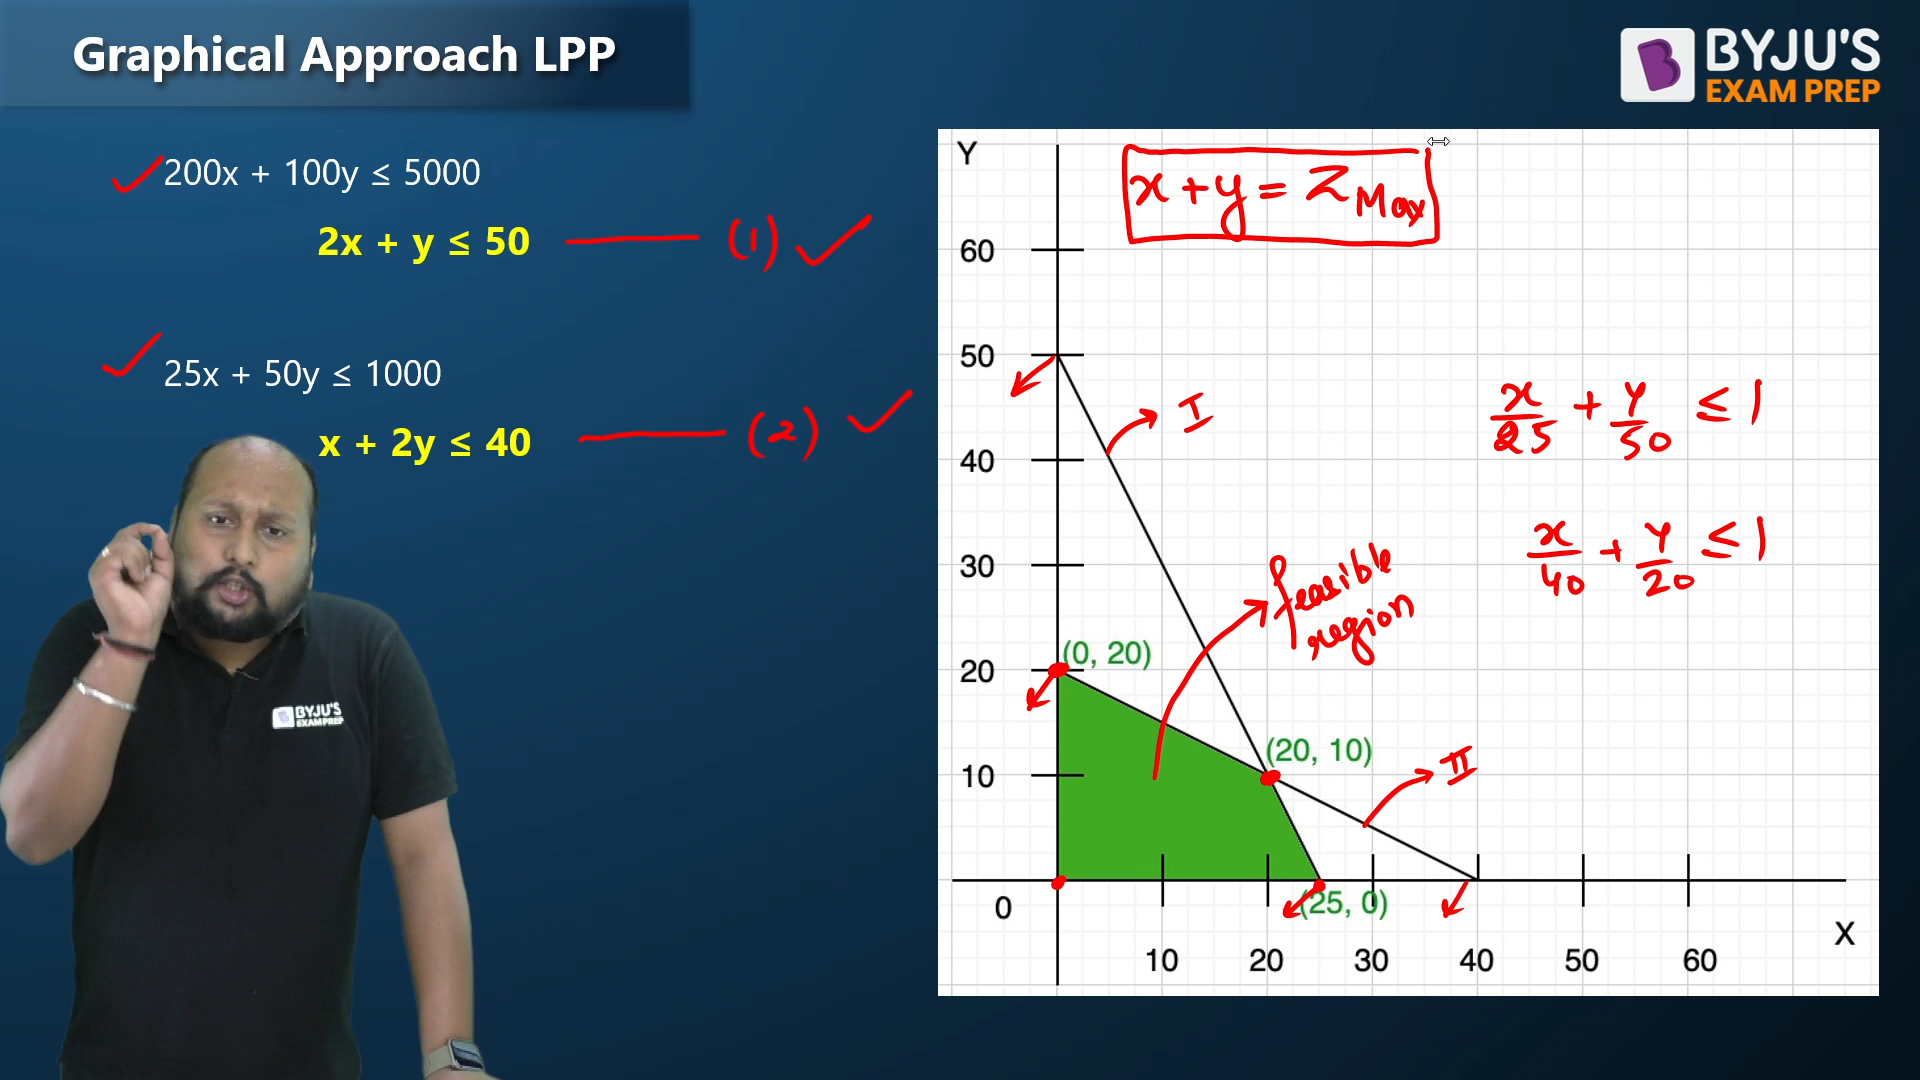 Graphical Approach LPP
BYJU'S
EXAM PREP
200x + 100y ≤ 5000
2x + y ≤ 50 —— (1)
25x + 50y ≤ 1000
x + 2y ≤ 40 —— (2)
BYJU'S
EXAM PREP
Y
x + y = Z Max
60
50
40
30
20
10
0
I
x/25 + y/50 ≤ 1
x/40 + y/20 ≤ 1
feasible
region
(0, 20)
(20, 10)
II
(25, 0)
X
10 20 30 40 50 60